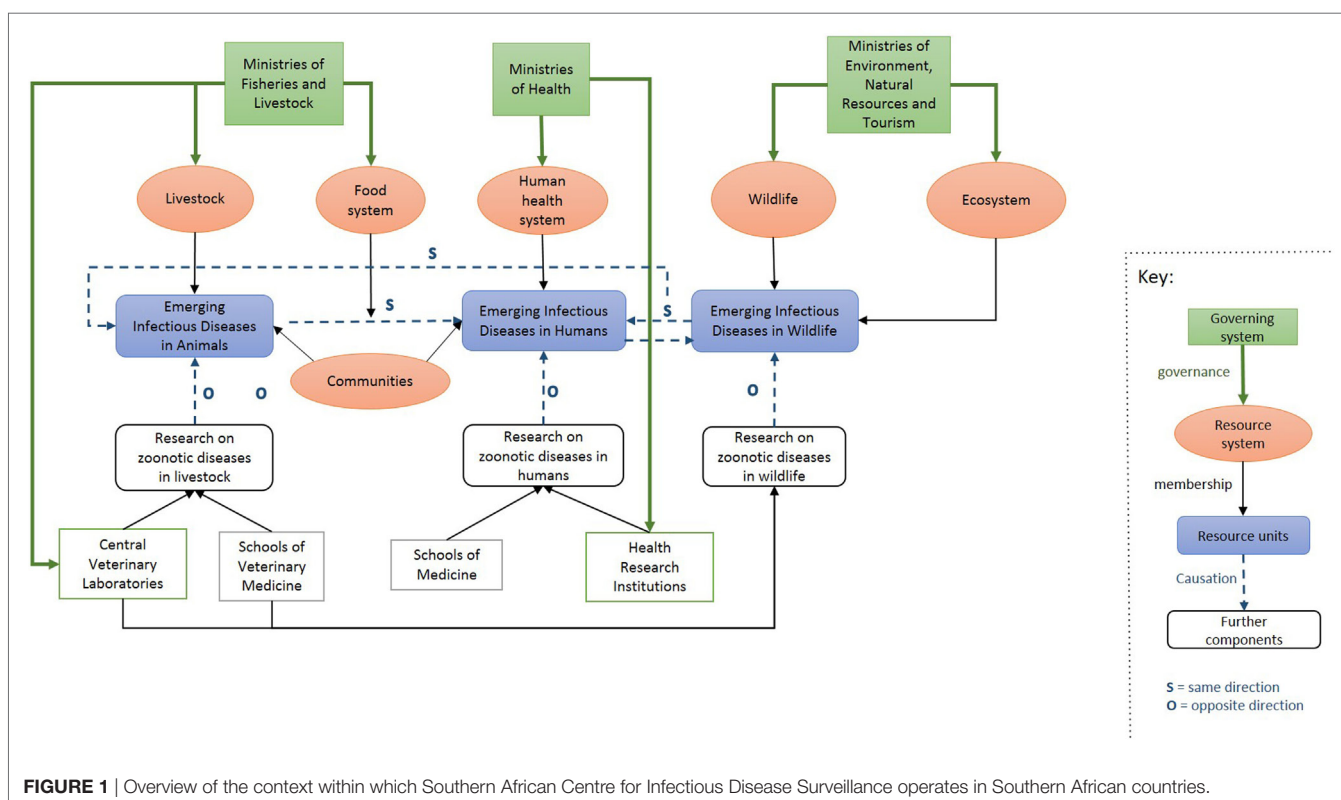 Ministries of
Fisheries and
Livestock
Ministries
of Health
Ministries of
Environment,
Natural
Resources and
Tourism
Livestock
Food
system
Human
health
system
Wildlife
Ecosystem
S
Emerging
Infectious Diseases
in Animals
S
Emerging Infectious
Diseases in Humans
S
Emerging Infectious
Diseases in Wildlife
Communities
O
O
O
O
Research on
zoonotic diseases
in livestock
Research on
zoonotic diseases in
humans
Research on
zoonotic diseases
in wildlife
Central
Veterinary
Laboratories
Schools of
Veterinary
Medicine
Schools of
Medicine
Health
Research
Institutions
Key:
Governing
system
governance
Resource
system
membership
Resource units
Causation
Further
components
S = same direction
O = opposite direction
FIGURE 1 | Overview of the context within which Southern African Centre for Infectious Disease Surveillance operates in Southern African countries.